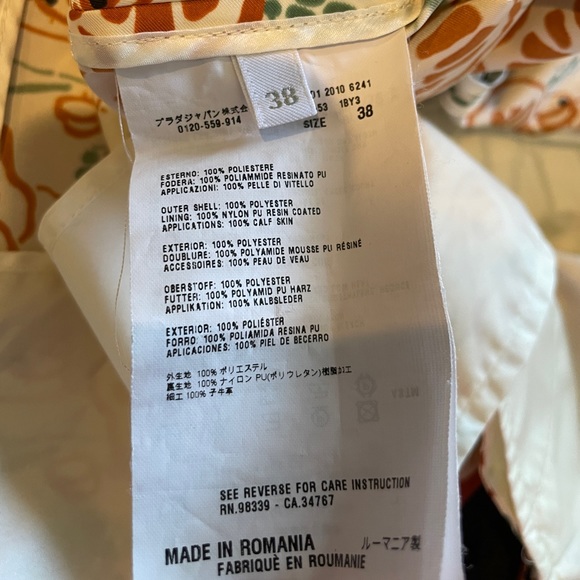 38
プラダジャパン株式会
0120-559-914
01 2010 6241
53 1BY3
SIZE 38
ESTERNO: 100% POLIESTERE
FODERA: 100% POLIAMMIDE RESINATO PU
APPLICAZIONI: 100% PELLE DI VITELLO
OUTER SHELL: 100% POLYESTER
LINING: 100% NYLON PU RESIN COATED
APPLICATIONS: 100% CALF SKIN
EXTERIOR: 100% POLYESTER
DOUBLURE: 100% POLYAMIDE MOUSSE PU RÉSINÉ
ACCESSOIRES: 100% PEAU DE VEAU
OBERSTOFF: 100% POLYESTER
FUTTER: 100% POLYAMID PU HARZ
APPLIKATION: 100% KALBSLEDER
EXTERIOR: 100% POLIÉSTER
FORRO: 100% POLIAMIDA RESINA PU
APLICACIONES: 100% PIEL DE BECERRO
外生地 100% ポリエステル
裏生地 100% ナイロン PU(ポリウレタン)樹脂加工
細工 100% 子牛革
SEE REVERSE FOR CARE INSTRUCTION
RN.98339 - CA.34767
MADE IN ROMANIA ルーマニア製
FABRIQUÈ EN ROUMANIE